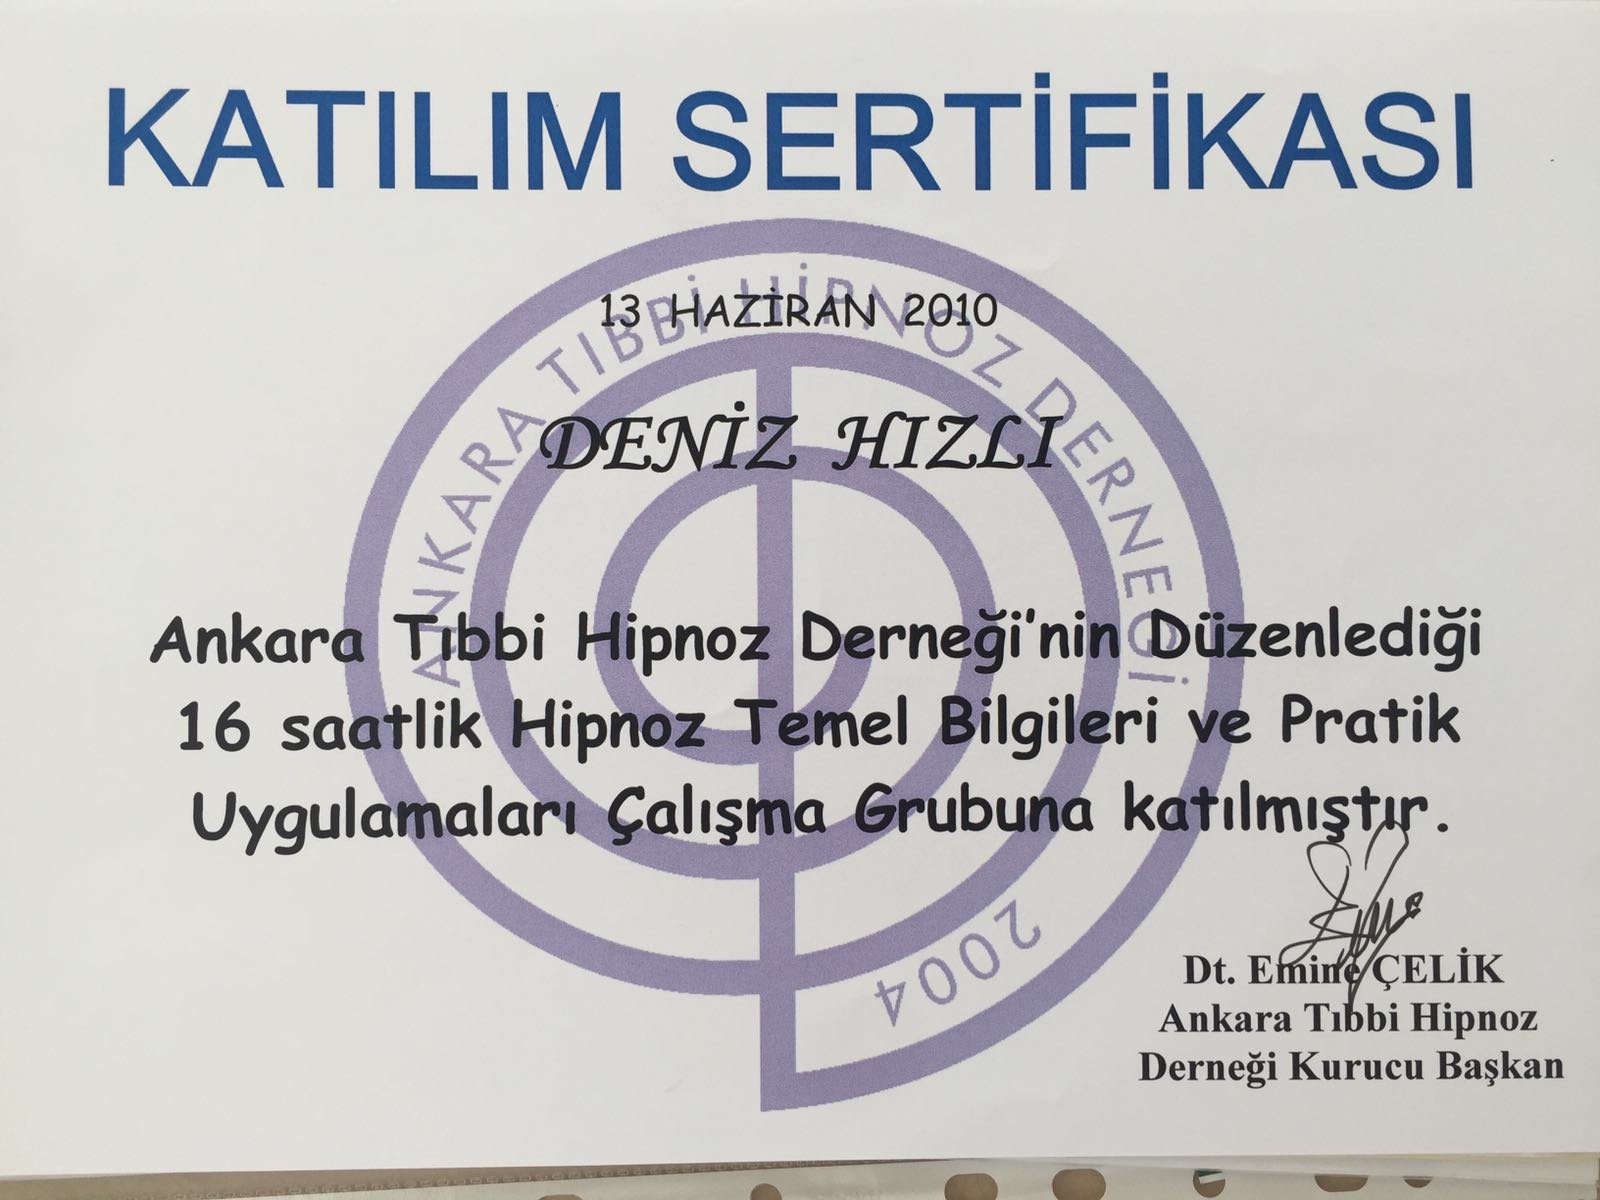 KATILIM SERTİFİKASI
ANKARA TIBBİ HİPNOZ DERNEĞİ
13 HAZİRAN 2010
DENİZ HIZLI
Ankara Tıbbi Hipnoz Derneği'nin Düzenlediği
16 saatlik Hipnoz Temel Bilgileri ve Pratik
Uygulamaları Çalışma Grubuna katılmıştır.
2004
Dt. Emine ÇELİK
Ankara Tıbbi Hipnoz
Derneği Kurucu Başkan